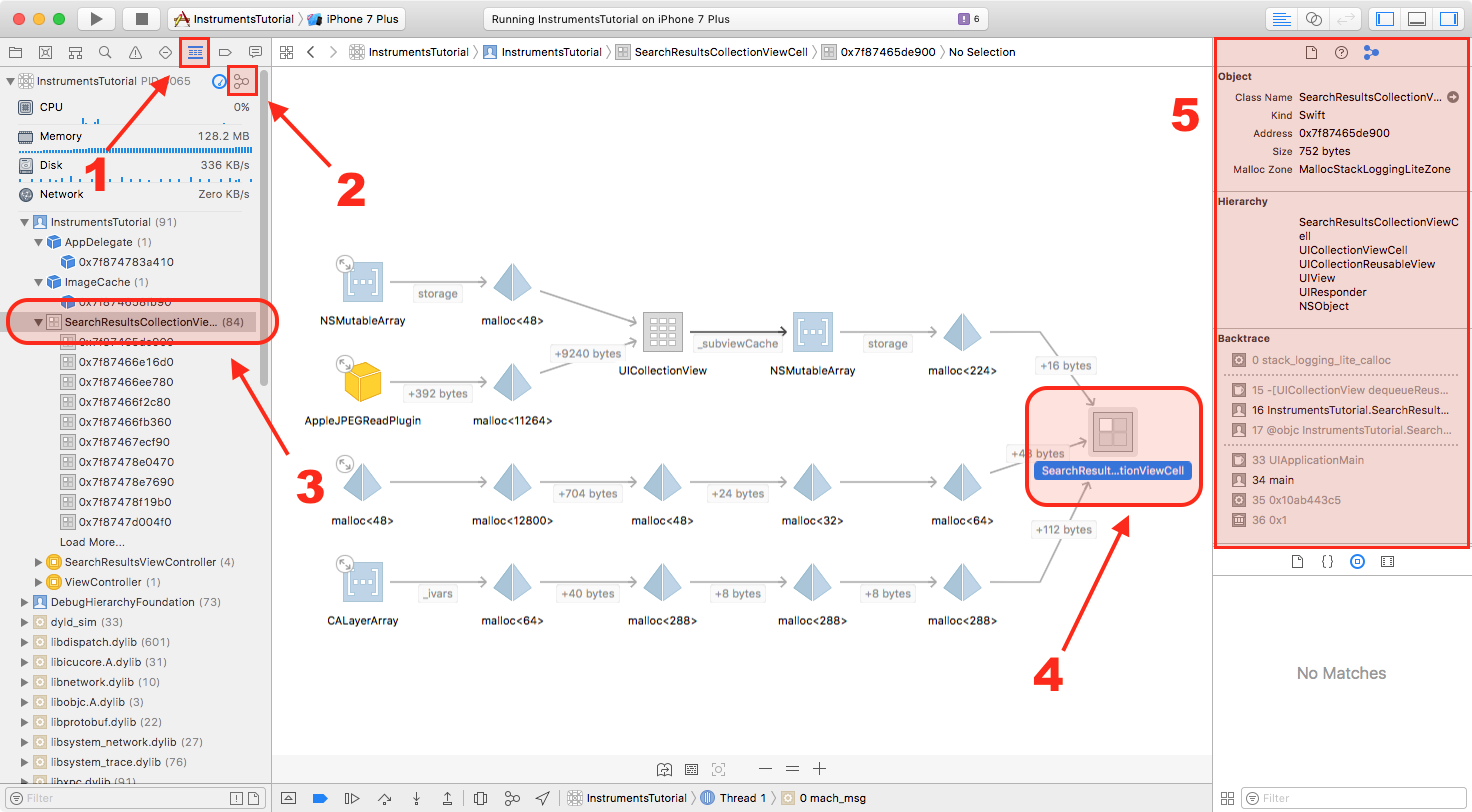 InstrumentsTutorial
iPhone 7 Plus
Running InstrumentsTutorial on iPhone 7 Plus
6
InstrumentsTutorial
InstrumentsTutorial
SearchResultsCollectionViewCell
0x7f87465de900
No Selection
InstrumentsTutorial
CPU 0%
Memory 128.2 MB
Disk 336 KB/s
Network Zero KB/s
InstrumentsTutorial (91)
AppDelegate (1)
0x7f874783a410
ImageCache (1)
0x7f874658fb90
SearchResultsCollectionVie... (84)
0x7f87465de900
0x7f87466e16d0
0x7f87466ee780
0x7f87466f2c80
0x7f87466fb360
0x7f87467ecf90
0x7f87478e0470
0x7f87478e7690
0x7f87478f19b0
0x7f8747d004f0
Load More...
SearchResultsViewController (4)
ViewController (1)
DebugHierarchyFoundation (73)
dyld_sim (33)
libdispatch.dylib (601)
libicucore.A.dylib (31)
libnetwork.dylib (10)
libobjc.A.dylib (3)
libprotobuf.dylib (22)
libsystem_network.dylib (27)
libsystem_trace.dylib (76)
libxpc.dylib (91)
Filter
1
2
3
4
5
storage
NSMutableArray
malloc<48>
+9240 bytes
_subviewCache
storage
UICollectionView
NSMutableArray
malloc<224>
+16 bytes
+392 bytes
AppleJPEGReadPlugin
malloc<11264>
+48 bytes
SearchResult...tionViewCell
+704 bytes
+24 bytes
malloc<48>
malloc<12800>
malloc<48>
malloc<32>
malloc<64>
+112 bytes
_ivars
+40 bytes
+8 bytes
+8 bytes
CALayerArray
malloc<64>
malloc<288>
malloc<288>
malloc<288>
InstrumentsTutorial
Thread 1
0 mach_msg
Object
Class Name SearchResultsCollectionV...
Kind Swift
Address 0x7f87465de900
Size 752 bytes
Malloc Zone MallocStackLoggingLiteZone
Hierarchy
SearchResultsCollectionViewC
ell
UICollectionViewCell
UICollectionReusableView
UIView
UIResponder
NSObject
Backtrace
0 stack_logging_lite_calloc
15 -[UICollectionView dequeueReus...
16 InstrumentsTutorial.SearchResult...
17 @objc InstrumentsTutorial.Search...
33 UIApplicationMain
34 main
35 0x10ab443c5
36 0x1
{}
No Matches
Filter